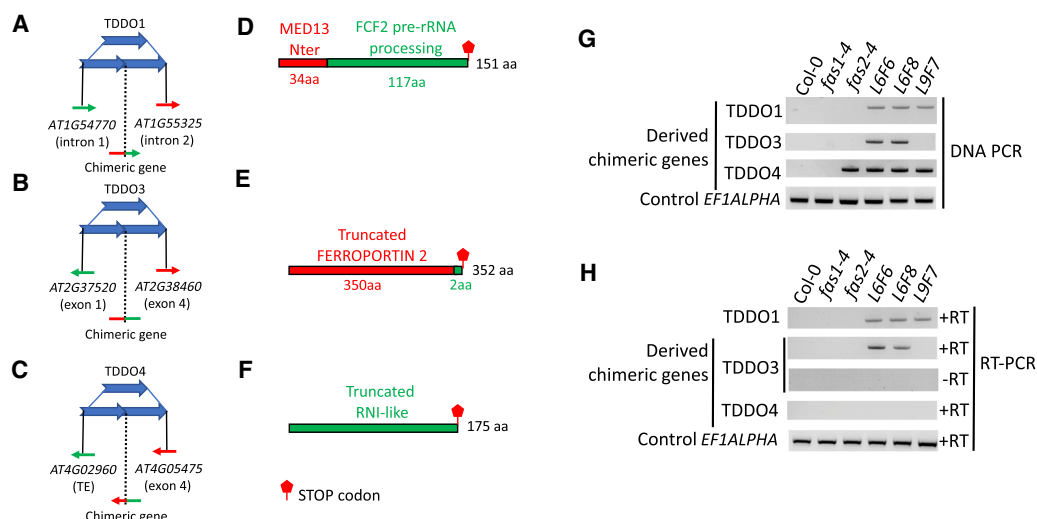 A
TDDO1
AT1G54770
(intron 1)
AT1G55325
(intron 2)
Chimeric gene
B
TDDO3
AT2G37520
(exon 1)
AT2G38460
(exon 4)
Chimeric gene
C
TDDO4
AT4G02960
(TE)
AT4G05475
(exon 4)
Chimeric gene
D
MED13
Nter
FCF2 pre-rRNA
processing
34aa
117aa
151 aa
E
Truncated
FERROPORTIN 2
350aa
2aa
352 aa
F
Truncated
RNI-like
175 aa
STOP codon
G
Col-0
fas1-4
fas2-4
L6F6
L6F8
L9F7
Derived
chimeric genes
TDDO1
TDDO3
TDDO4
Control EF1ALPHA
DNA PCR
H
Col-0
fas1-4
fas2-4
L6F6
L6F8
L9F7
TDDO1
+RT
Derived
chimeric genes
TDDO3
+RT
-RT
TDDO4
+RT
Control EF1ALPHA
+RT
RT-PCR